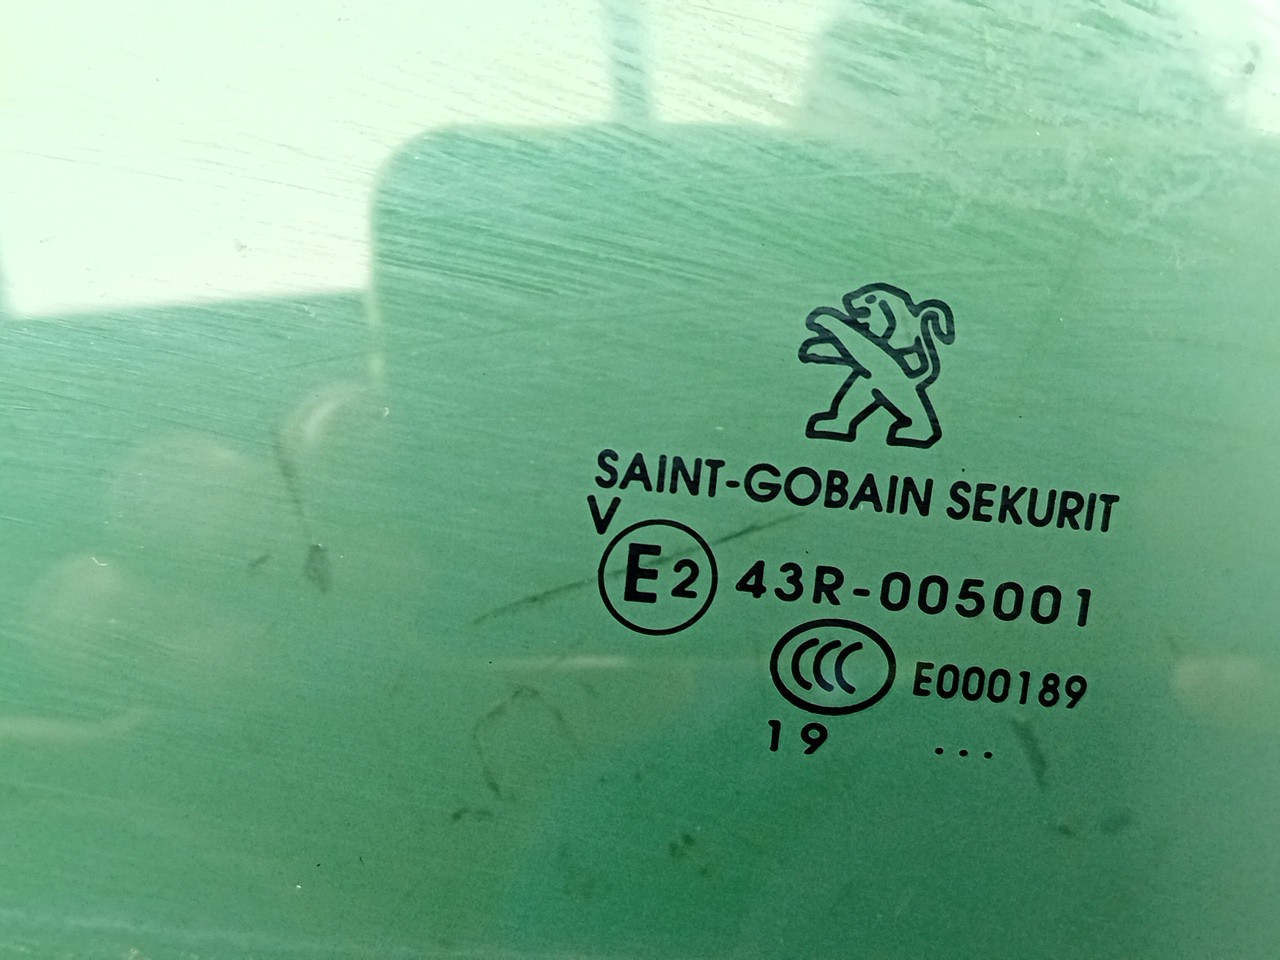 SAINT-GOBAIN SEKURIT
V
E2 43R-005001
CCC E000189
19 ...